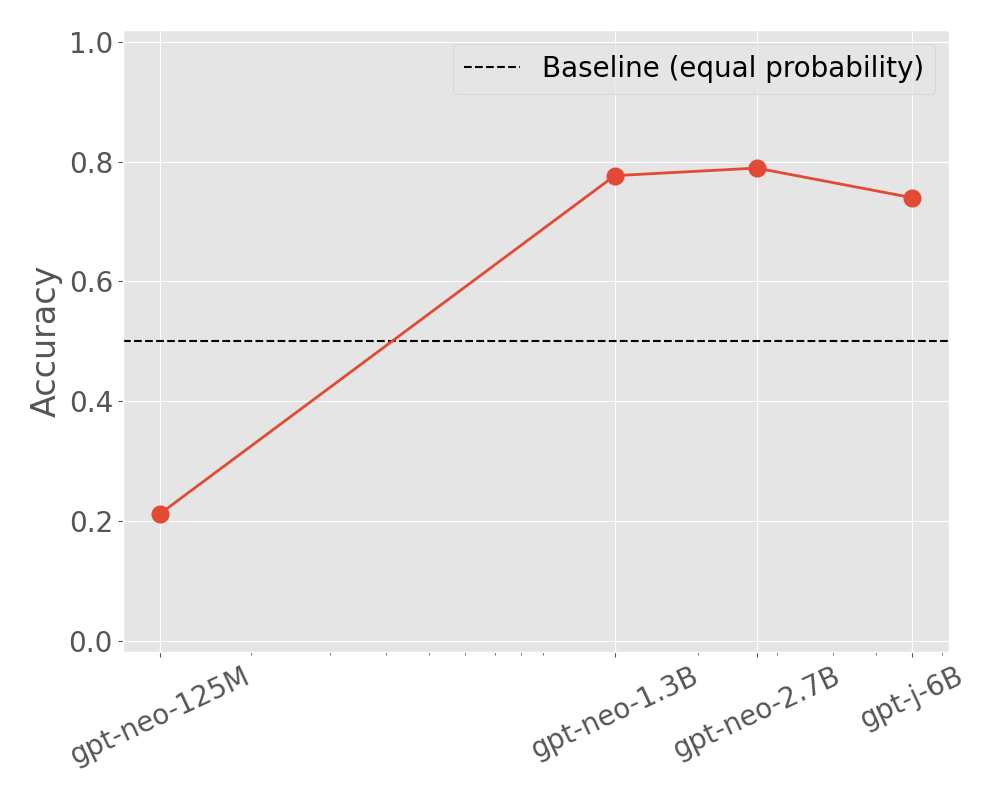 1.0
Baseline (equal probability)
0.8
0.6
0.4
0.2
0.0
Accuracy
gpt-neo-125M
gpt-neo-1.3B
gpt-neo-2.7B
gpt-j-6B